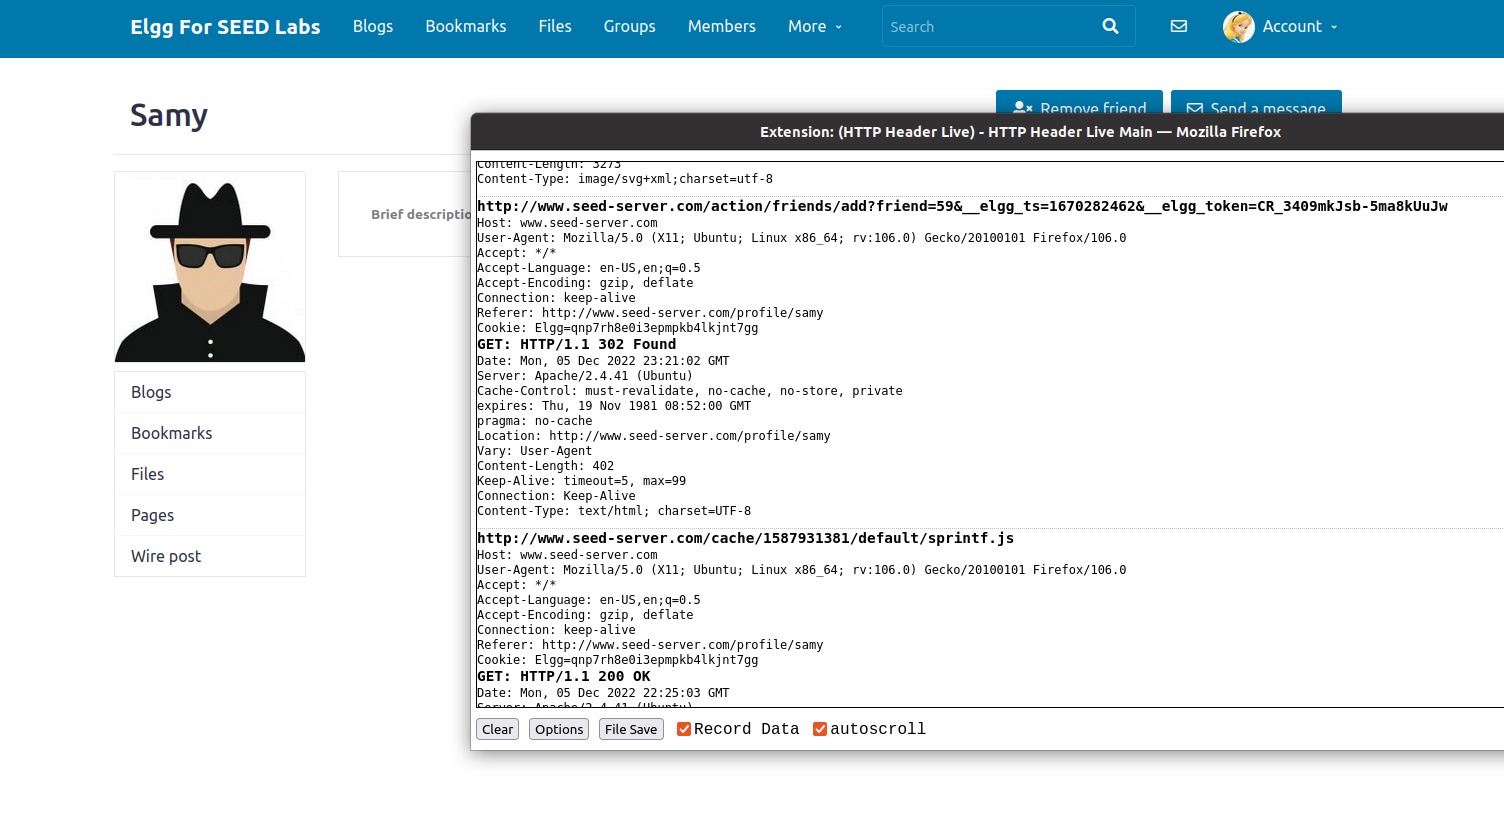 Elgg For SEED Labs Blogs Bookmarks Files Groups Members More Search Account
Samy
Remove friend Send a message
Brief descriptio
Blogs
Bookmarks
Files
Pages
Wire post
Extension: (HTTP Header Live) - HTTP Header Live Main — Mozilla Firefox
Content-Length: 3273
Content-Type: image/svg+xml;charset=utf-8
http://www.seed-server.com/action/friends/add?friend=59&__elgg_ts=1670282462&__elgg_token=CR_3409mkJsb-5ma8kUuJw
Host: www.seed-server.com
User-Agent: Mozilla/5.0 (X11; Ubuntu; Linux x86_64; rv:106.0) Gecko/20100101 Firefox/106.0
Accept: */*
Accept-Language: en-US,en;q=0.5
Accept-Encoding: gzip, deflate
Connection: keep-alive
Referer: http://www.seed-server.com/profile/samy
Cookie: Elgg=qnp7rh8e0i3epmpkb4lkjnt7gg
GET: HTTP/1.1 302 Found
Date: Mon, 05 Dec 2022 23:21:02 GMT
Server: Apache/2.4.41 (Ubuntu)
Cache-Control: must-revalidate, no-cache, no-store, private
expires: Thu, 19 Nov 1981 08:52:00 GMT
pragma: no-cache
Location: http://www.seed-server.com/profile/samy
Vary: User-Agent
Content-Length: 402
Keep-Alive: timeout=5, max=99
Connection: Keep-Alive
Content-Type: text/html; charset=UTF-8
http://www.seed-server.com/cache/1587931381/default/sprintf.js
Host: www.seed-server.com
User-Agent: Mozilla/5.0 (X11; Ubuntu; Linux x86_64; rv:106.0) Gecko/20100101 Firefox/106.0
Accept: */*
Accept-Language: en-US,en;q=0.5
Accept-Encoding: gzip, deflate
Connection: keep-alive
Referer: http://www.seed-server.com/profile/samy
Cookie: Elgg=qnp7rh8e0i3epmpkb4lkjnt7gg
GET: HTTP/1.1 200 OK
Date: Mon, 05 Dec 2022 22:25:03 GMT
Server: Apache/2.4.41 (Ubuntu)
Clear Options File Save Record Data autoscroll